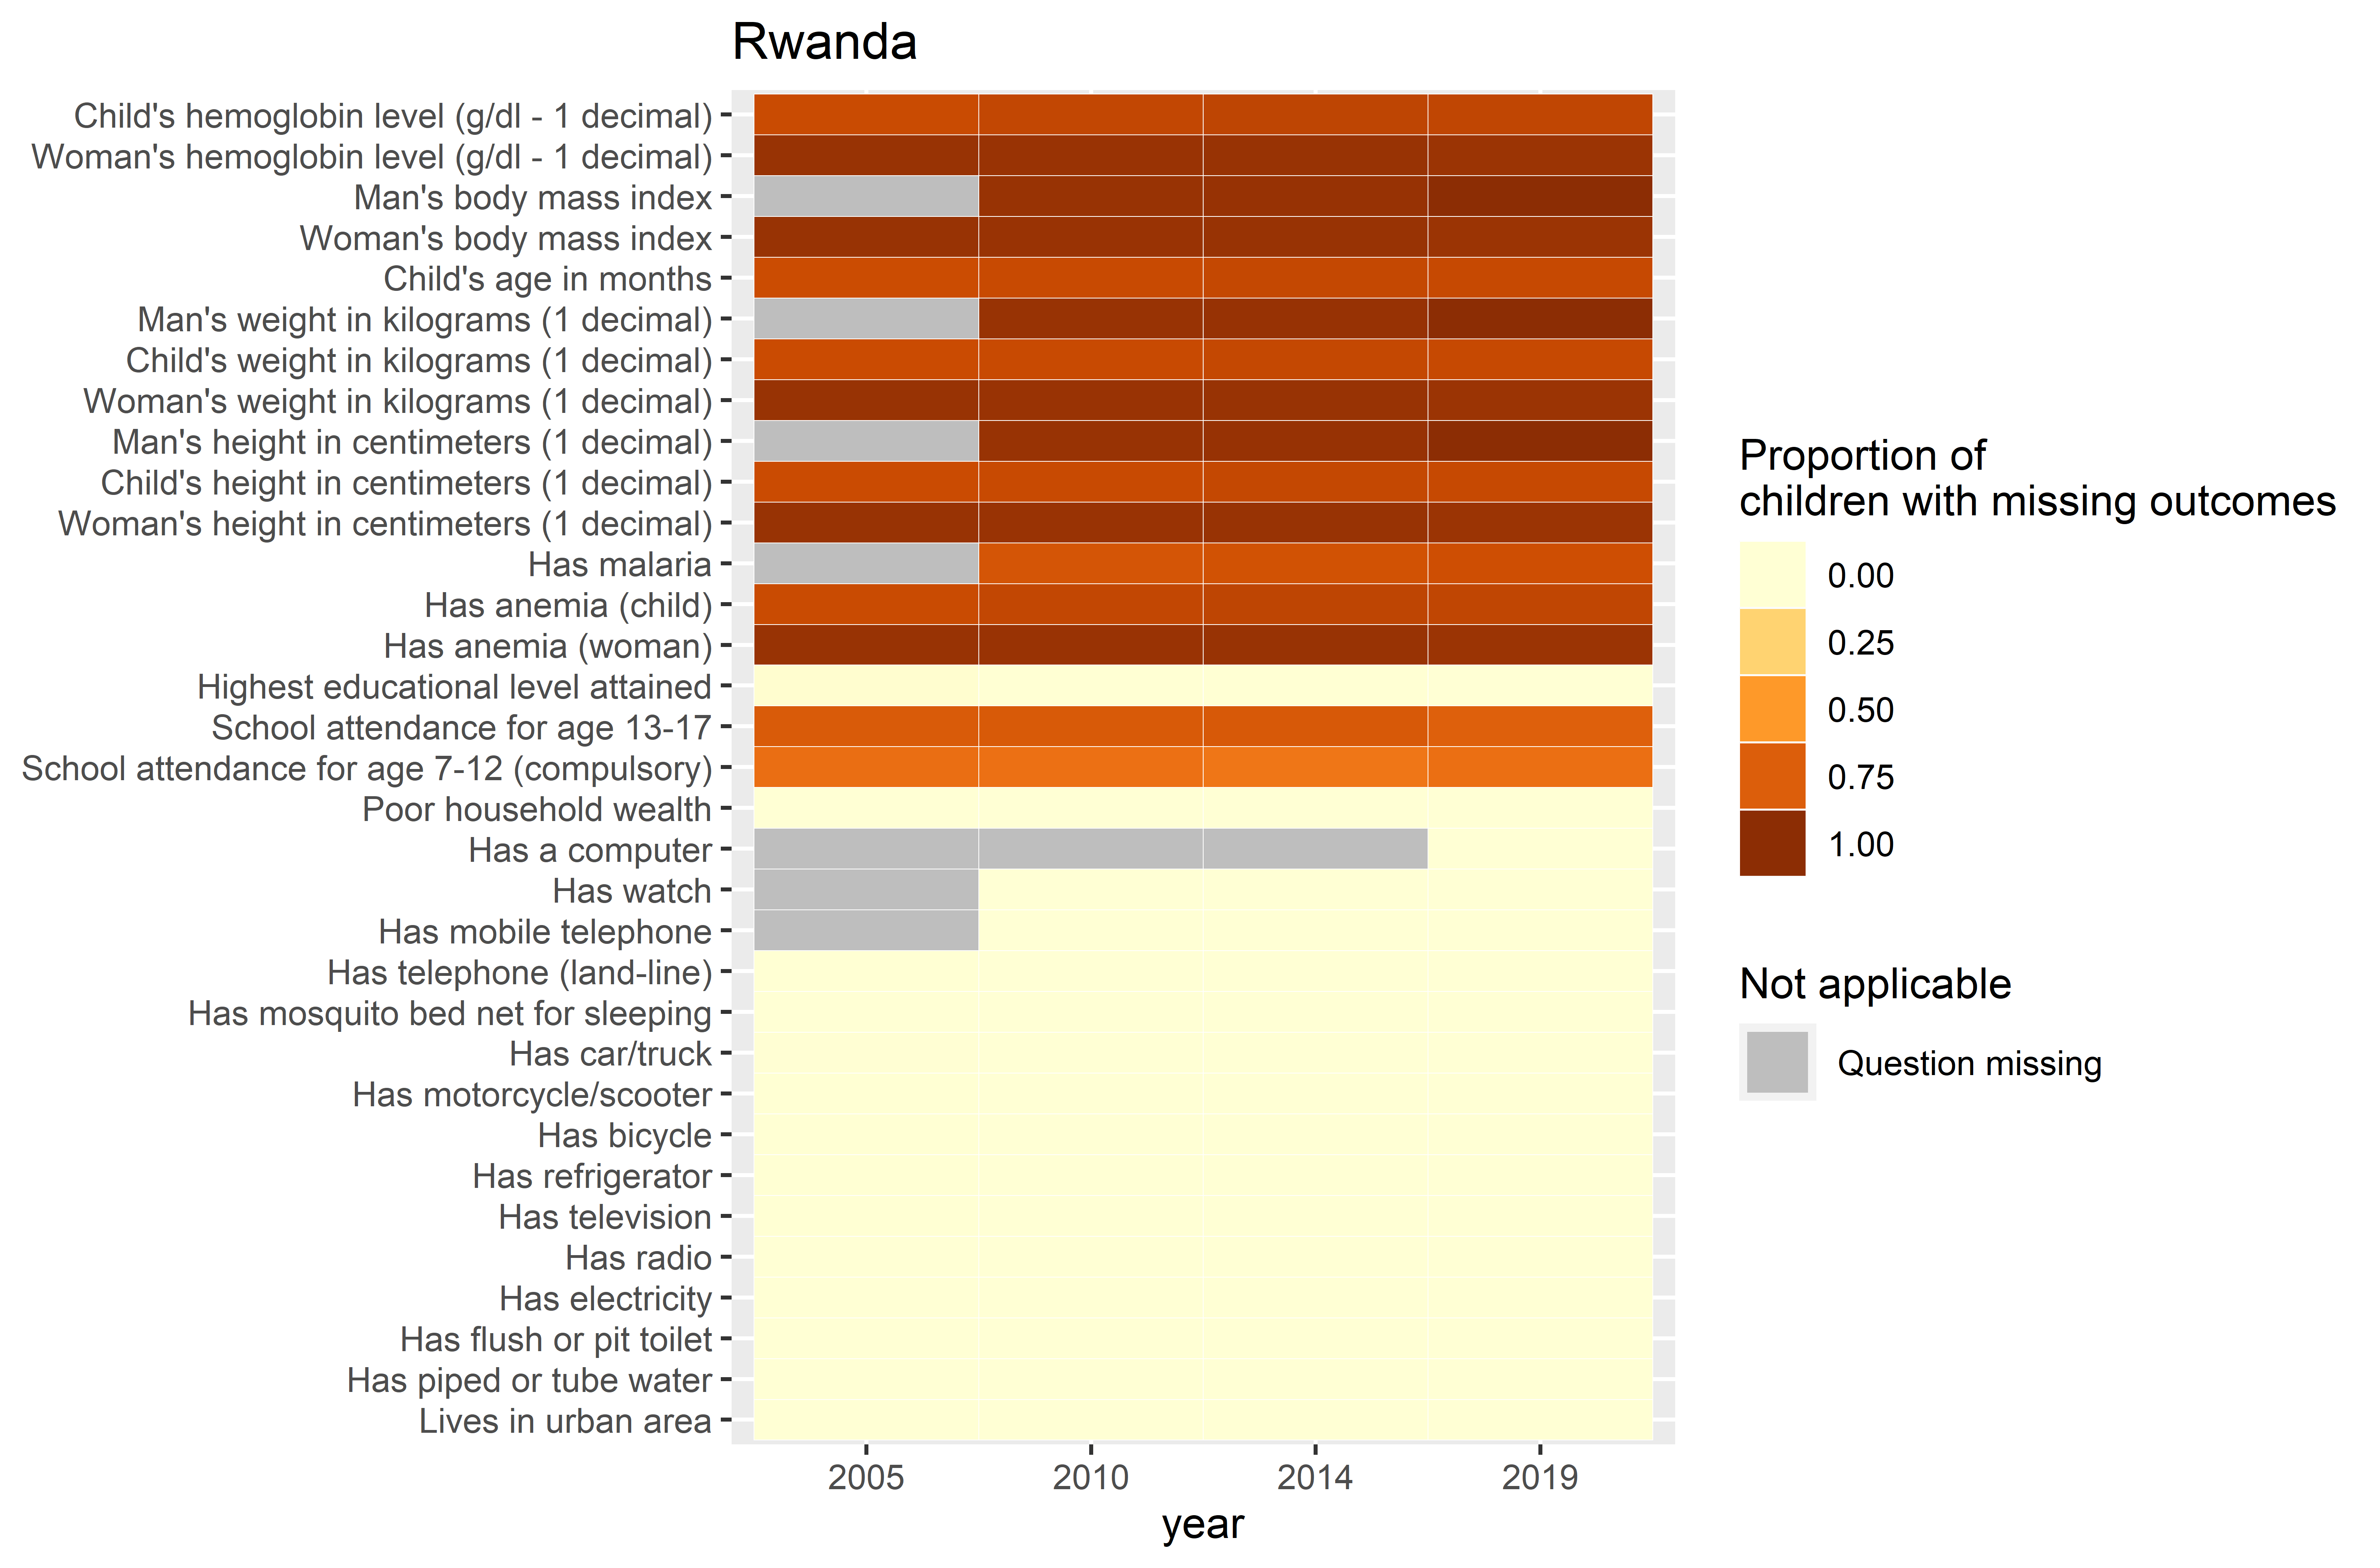 Rwanda
Child's hemoglobin level (g/dl - 1 decimal)
Woman's hemoglobin level (g/dl - 1 decimal)
Man's body mass index
Woman's body mass index
Child's age in months
Man's weight in kilograms (1 decimal)
Child's weight in kilograms (1 decimal)
Woman's weight in kilograms (1 decimal)
Man's height in centimeters (1 decimal)
Child's height in centimeters (1 decimal)
Woman's height in centimeters (1 decimal)
Has malaria
Has anemia (child)
Has anemia (woman)
Highest educational level attained
School attendance for age 13-17
School attendance for age 7-12 (compulsory)
Poor household wealth
Has a computer
Has watch
Has mobile telephone
Has telephone (land-line)
Has mosquito bed net for sleeping
Has car/truck
Has motorcycle/scooter
Has bicycle
Has refrigerator
Has television
Has radio
Has electricity
Has flush or pit toilet
Has piped or tube water
Lives in urban area
2005
2010
2014
2019
year
Proportion of
children with missing outcomes
0.00
0.25
0.50
0.75
1.00
Not applicable
Question missing